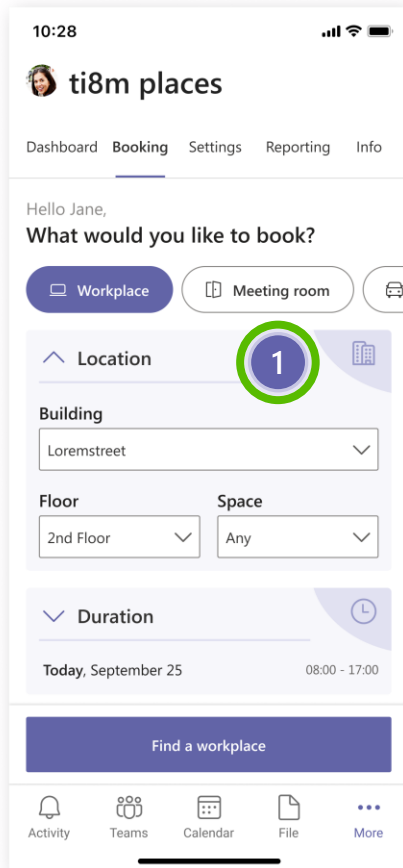 10:28
ti8m places
Dashboard Booking Settings Reporting Info
Hello Jane,
What would you like to book?
Workplace Meeting room
Location 1
Building
Loremstreet
Floor Space
2nd Floor Any
Duration
Today, September 25 08:00 - 17:00
Find a workplace
Activity Teams Calendar File More